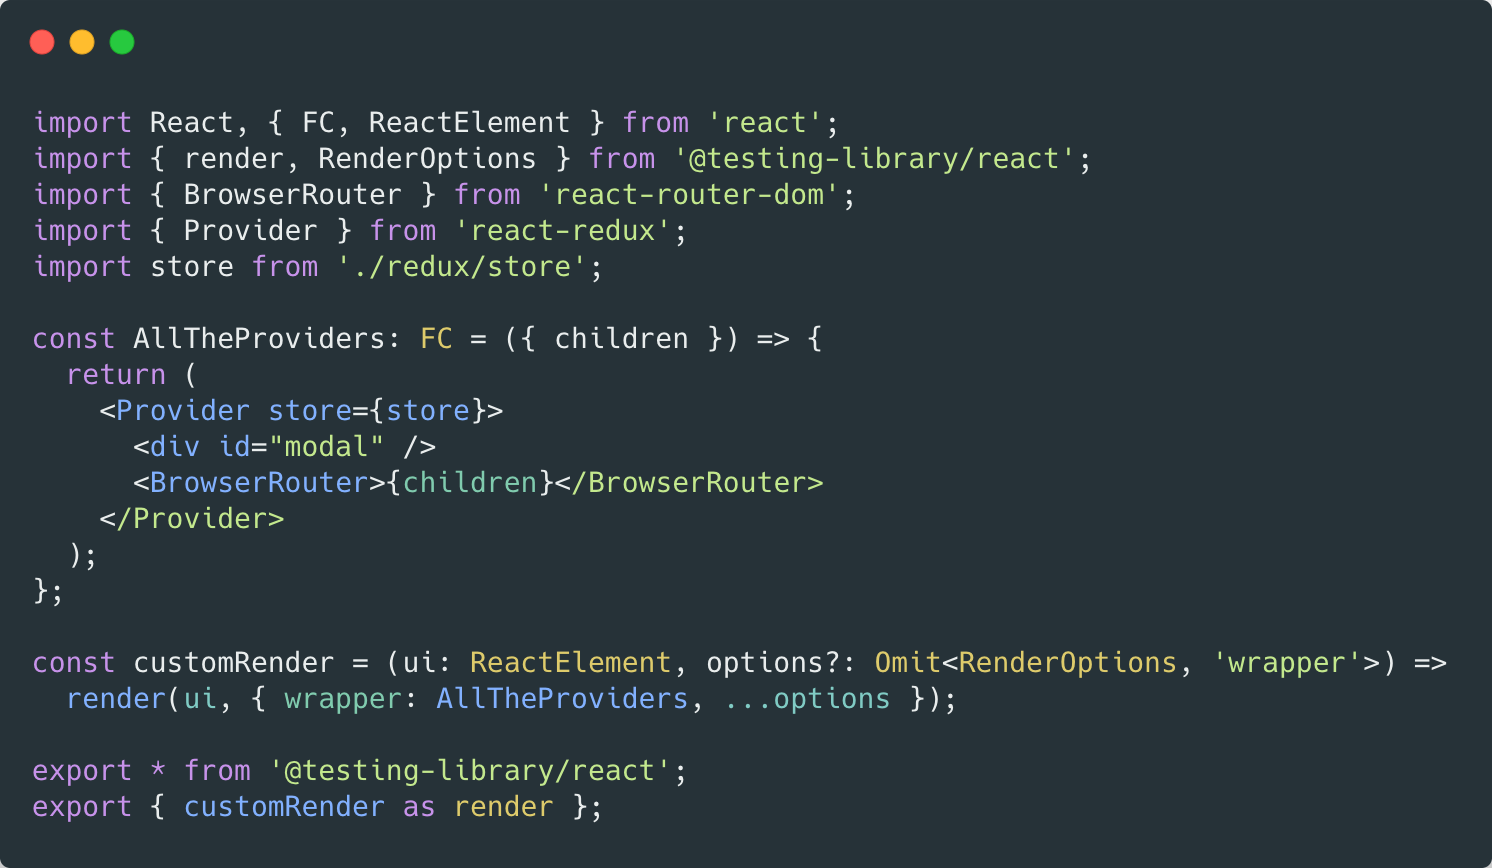 import React, { FC, ReactElement } from 'react';
import { render, RenderOptions } from '@testing-library/react';
import { BrowserRouter } from 'react-router-dom';
import { Provider } from 'react-redux';
import store from './redux/store';

const AllTheProviders: FC = ({ children }) => {
  return (
    <Provider store={store}>
      <div id="modal" />
      <BrowserRouter>{children}</BrowserRouter>
    </Provider>
  );
};

const customRender = (ui: ReactElement, options?: Omit<RenderOptions, 'wrapper'>) =>
  render(ui, { wrapper: AllTheProviders, ...options });

export * from '@testing-library/react';
export { customRender as render };